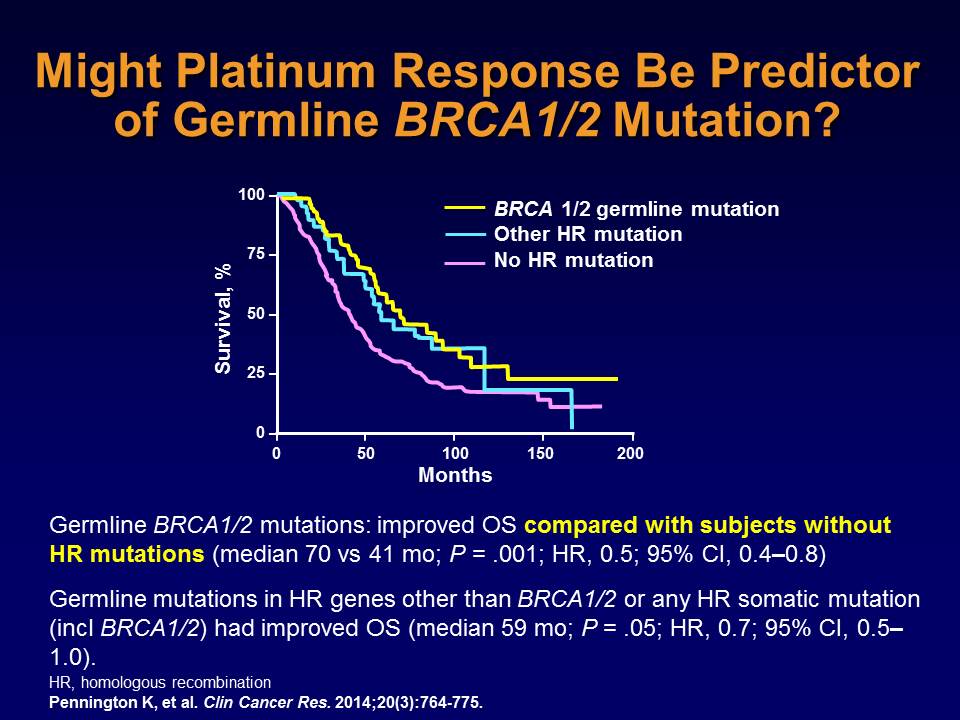 Might Platinum Response Be Predictor
of Germline BRCA1/2 Mutation?
100
75
50
25
0
Survival, %
BRCA 1/2 germline mutation
Other HR mutation
No HR mutation
0 50 100 150 200
Months
Germline BRCA1/2 mutations: improved OS compared with subjects without
HR mutations (median 70 vs 41 mo; P = .001; HR, 0.5; 95% CI, 0.4–0.8)
Germline mutations in HR genes other than BRCA1/2 or any HR somatic mutation
(incl BRCA1/2) had improved OS (median 59 mo; P = .05; HR, 0.7; 95% CI, 0.5–
1.0).
HR, homologous recombination
Pennington K, et al. Clin Cancer Res. 2014;20(3):764-775.